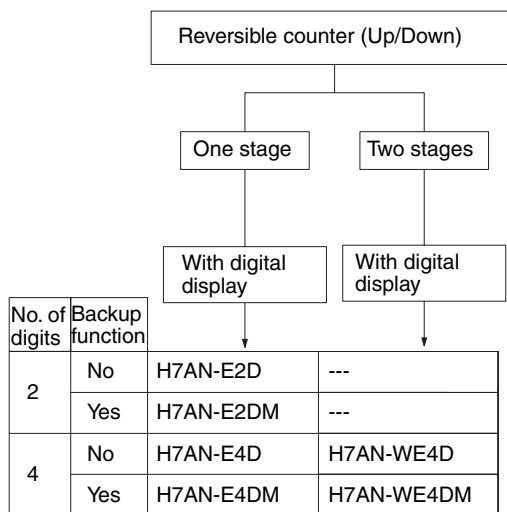 Reversible counter (Up/Down)
One stage
Two stages
With digital
display
With digital
display
No. of
digits
Backup
function
2
No
H7AN-E2D
---
Yes
H7AN-E2DM
---
4
No
H7AN-E4D
H7AN-WE4D
Yes
H7AN-E4DM
H7AN-WE4DM